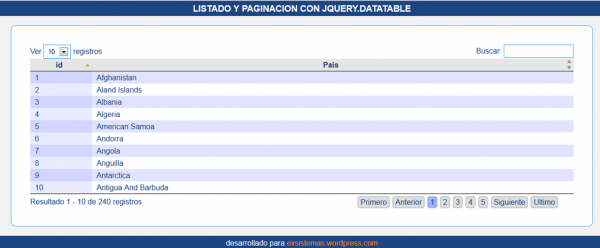 LISTADO Y PAGINACION CON JQUERY.DATATABLE
Ver 10 registros Buscar:
id Pais
1 Afghanistan
2 Aland Islands
3 Albania
4 Algeria
5 American Samoa
6 Andorra
7 Angola
8 Anguilla
9 Antarctica
10 Antigua And Barbuda
Resultado 1 - 10 de 240 registros Primero Anterior 1 2 3 4 5 Siguiente Ultimo
desarrollado para exsistemas.wordpress.com